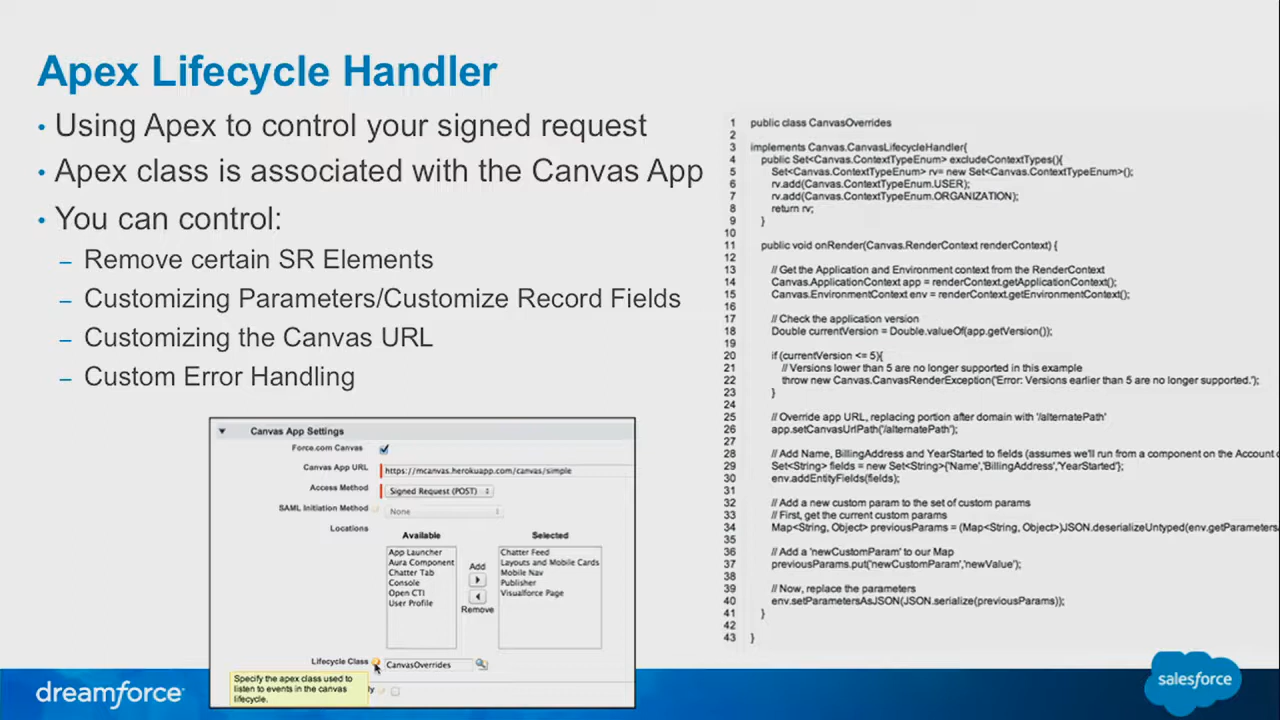 Apex Lifecycle Handler
• Using Apex to control your signed request
• Apex class is associated with the Canvas App
• You can control:
– Remove certain SR Elements
– Customizing Parameters/Customize Record Fields
– Customizing the Canvas URL
– Custom Error Handling
Canvas App Settings
Force.com Canvas
Canvas App URL https://mcanvas.herokuapp.com/canvas/simple
Access Method Signed Request (POST)
SAML Initiation Method None
Locations
Available
App Launcher
Aura Component
Chatter Tab
Console
Open CTI
User Profile
Add
Remove
Selected
Chatter Feed
Layouts and Mobile Cards
Mobile Nav
Publisher
Visualforce Page
Lifecycle Class CanvasOverrides
Specify the apex class used to
listen to events in the canvas
lifecycle.
1 public class CanvasOverrides
2
3 implements Canvas.CanvasLifecycleHandler{
4 public Set<Canvas.ContextTypeEnum> excludeContextTypes(){
5 Set<Canvas.ContextTypeEnum> rv= new Set<Canvas.ContextTypeEnum>();
6 rv.add(Canvas.ContextTypeEnum.USER);
7 rv.add(Canvas.ContextTypeEnum.ORGANIZATION);
8 return rv;
9 }
10
11 public void onRender(Canvas.RenderContext renderContext) {
12
13 // Get the Application and Environment context from the RenderContext
14 Canvas.ApplicationContext app = renderContext.getApplicationContext();
15 Canvas.EnvironmentContext env = renderContext.getEnvironmentContext();
16
17 // Check the application version
18 Double currentVersion = Double.valueOf(app.getVersion());
19
20 if (currentVersion <= 5){
21 // Versions lower than 5 are no longer supported in this example
22 throw new Canvas.CanvasRenderException('Error: Versions earlier than 5 are no longer supported.');
23 }
24
25 // Override app URL, replacing portion after domain with '/alternatePath'
26 app.setCanvasUrlPath('/alternatePath');
27
28 // Add Name, BillingAddress and YearStarted to fields (assumes we'll run from a component on the Account
29 Set<String> fields = new Set<String>{'Name','BillingAddress','YearStarted'};
30 env.addEntityFields(fields);
31
32 // Add a new custom param to the set of custom params
33 // First, get the current custom params
34 Map<String, Object> previousParams = (Map<String, Object>)JSON.deserializeUntyped(env.getParameters
35
36 // Add a 'newCustomParam' to our Map
37 previousParams.put('newCustomParam','newValue');
38
39 // Now, replace the parameters
40 env.setParametersAsJSON(JSON.serialize(previousParams));
41 }
42
43 }
dreamforce
salesforce